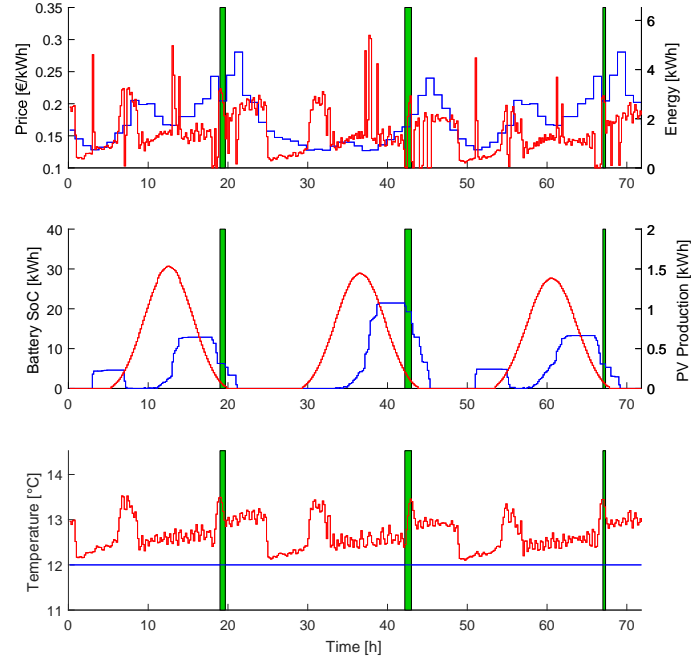 0.35
0.3
0.25
0.2
0.15
0.1
Price [€/kWh]
6
4
2
0
Energy [kWh]
0 10 20 30 40 50 60 70
40
30
20
10
0
Battery SoC [kWh]
2
1.5
1
0.5
0
PV Production [kWh]
0 10 20 30 40 50 60 70
14
13
12
11
Temperature [°C]
0 10 20 30 40 50 60 70
Time [h]